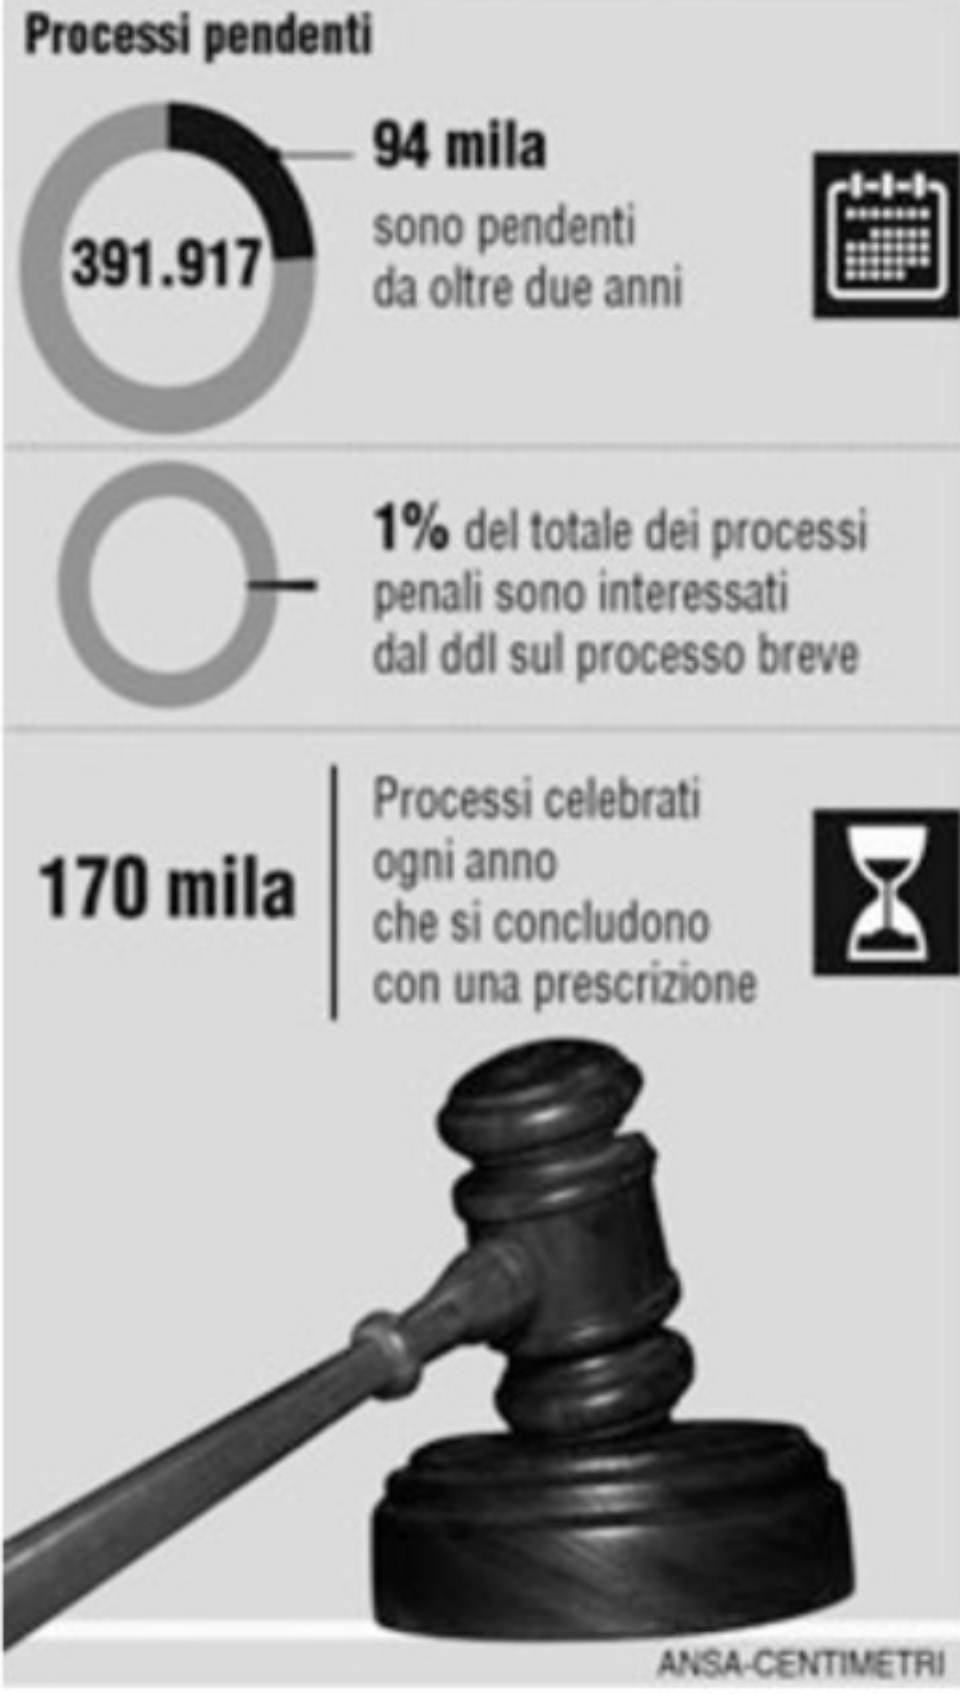 Processi pendenti
94 mila
391.917
sono pendenti
da oltre due anni
1% del totale dei processi
penali sono interessati
dal ddl sul processo breve
170 mila
Processi celebrati
ogni anno
che si concludono
con una prescrizione
ANSA-CENTIMETRI